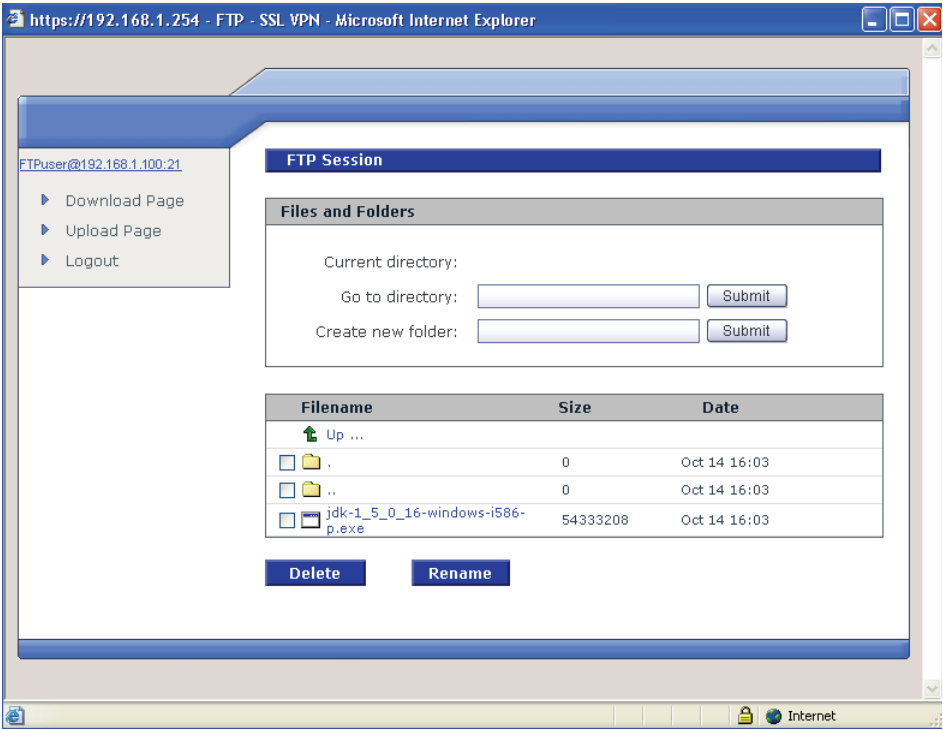 https://192.168.1.254 - FTP - SSL VPN - Microsoft Internet Explorer
FTPuser@192.168.1.100:21
Download Page
Upload Page
Logout
FTP Session
Files and Folders
Current directory:
Go to directory: Submit
Create new folder: Submit
Filename Size Date
Up ...
. 0 Oct 14 16:03
.. 0 Oct 14 16:03
jdk-1_5_0_16-windows-i586-
p.exe 54333208 Oct 14 16:03
Delete Rename
Internet